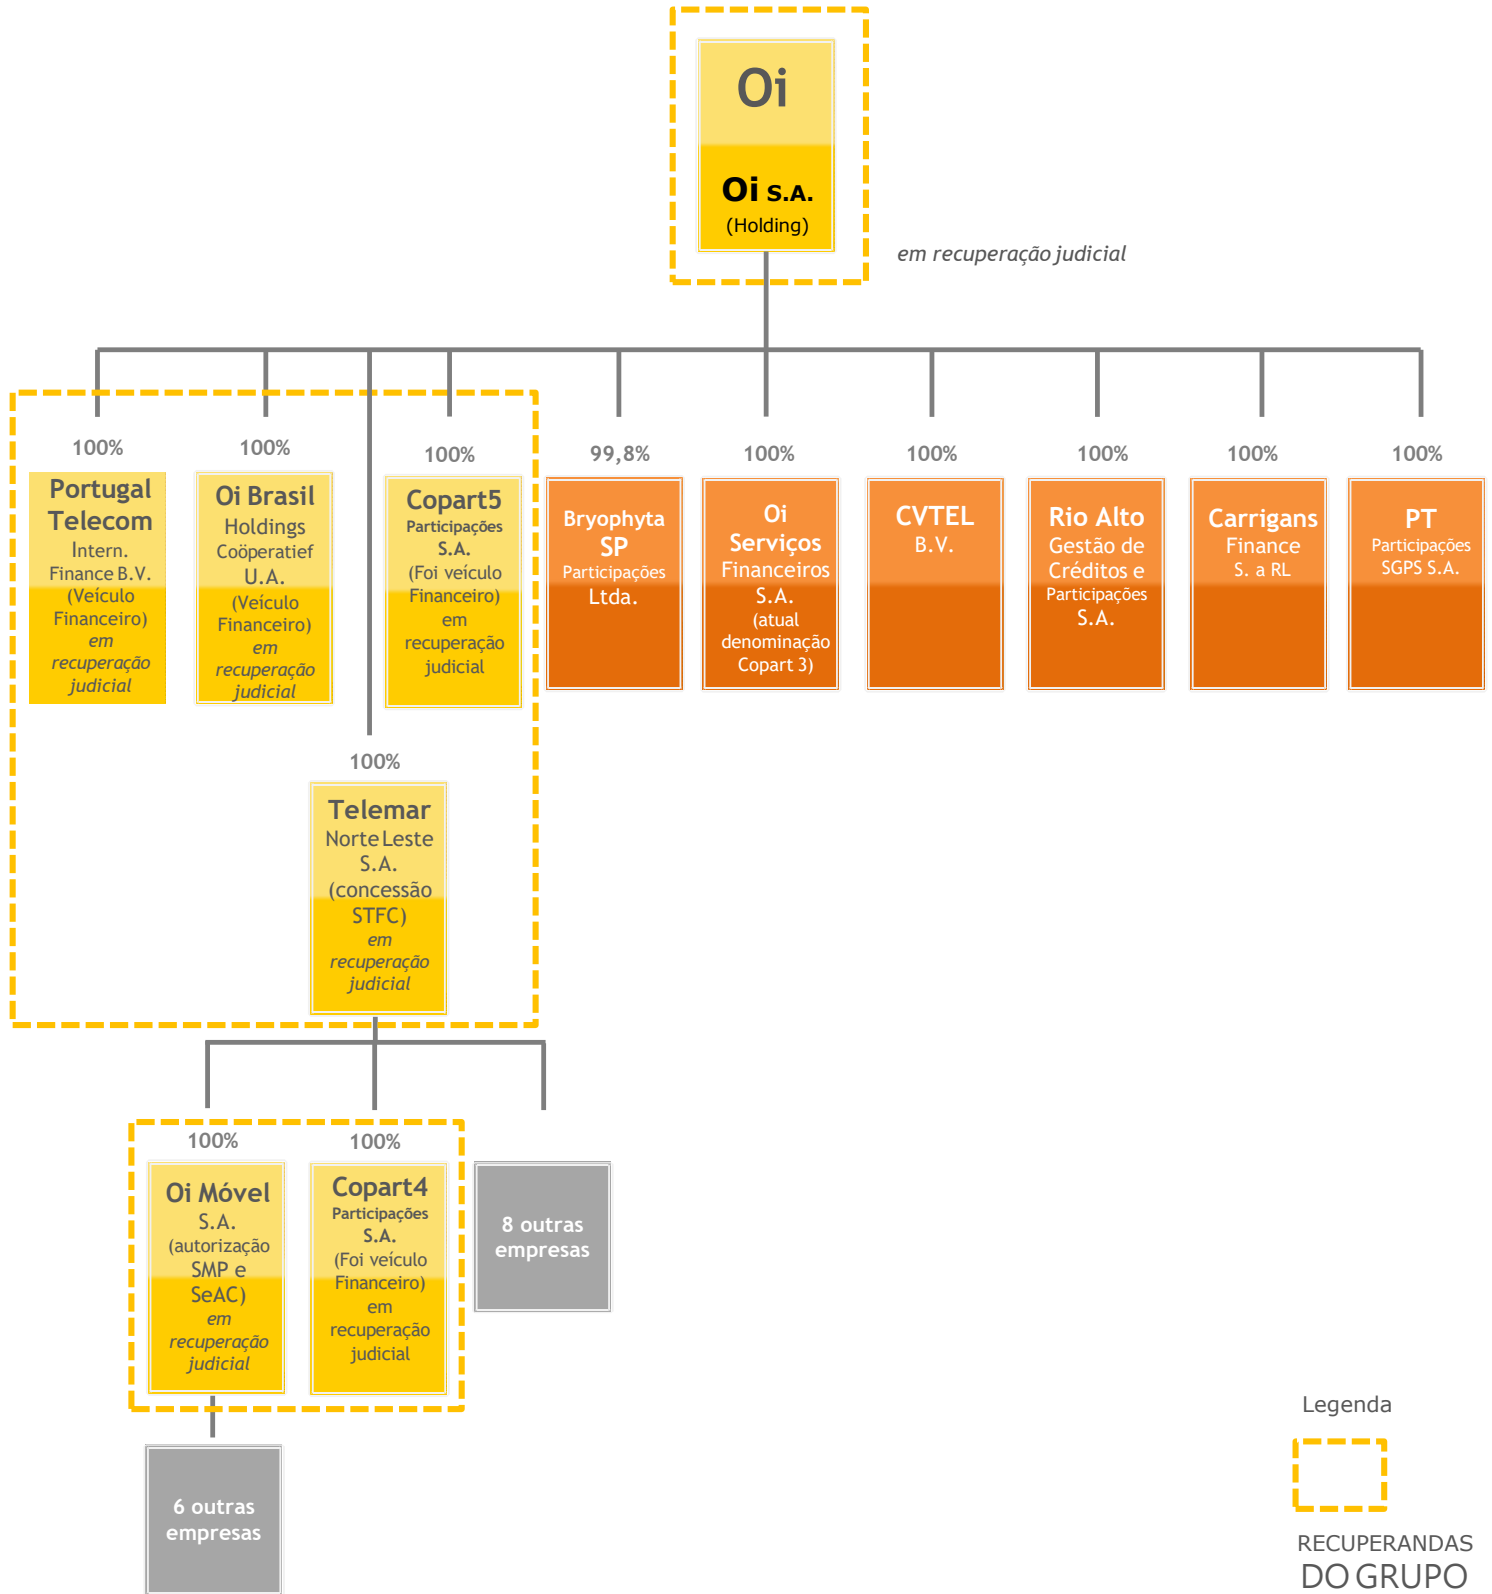 Oi
Oi S.A.
(Holding)
em recuperação judicial
100%
Portugal
Telecom
Intern.
Finance B.V.
(Veículo
Financeiro)
em
recuperação
judicial
100%
Oi Brasil
Holdings
Coöperatief
U.A.
(Veículo
Financeiro)
em
recuperação
judicial
100%
Copart5
Participações
S.A.
(Foi veículo
Financeiro)
em
recuperação
judicial
99,8%
Bryophyta
SP
Participações
Ltda.
100%
Oi
Serviços
Financeiros
S.A.
(atual
denominação
Copart 3)
100%
CVTEL
B.V.
100%
Rio Alto
Gestão de
Créditos e
Participações
S.A.
100%
Carrigans
Finance
S. a RL
100%
PT
Participações
SGPS S.A.
100%
Telemar
Norte Leste
S.A.
(concessão
STFC)
em
recuperação
judicial
100%
Oi Móvel
S.A.
(autorização
SMP e
SeAC)
em
recuperação
judicial
100%
Copart4
Participações
S.A.
(Foi veículo
Financeiro)
em
recuperação
judicial
8 outras
empresas
6 outras
empresas
Legenda
RECUPERANDAS
DO GRUPO